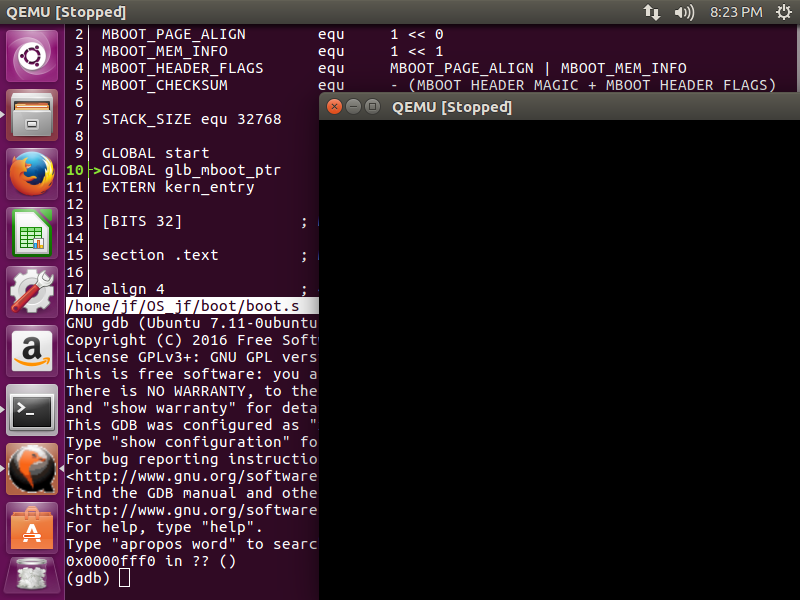 QEMU [Stopped]
8:23 PM
2 MBOOT_PAGE_ALIGN equ 1 << 0
3 MBOOT_MEM_INFO equ 1 << 1
4 MBOOT_HEADER_FLAGS equ MBOOT_PAGE_ALIGN | MBOOT_MEM_INFO
5 MBOOT_CHECKSUM equ - (MBOOT_HEADER_MAGIC + MBOOT_HEADER_FLAGS)
6
QEMU [Stopped]
7 STACK_SIZE equ 32768
8
9 GLOBAL start
10 ->GLOBAL glb_mboot_ptr
11 EXTERN kern_entry
12
13 [BITS 32] ;
14
15 section .text ;
16
17 align 4 ;
/home/jf/OS_jf/boot/boot.s
GNU gdb (Ubuntu 7.11-0ubuntu
Copyright (C) 2016 Free Soft
License GPLv3+: GNU GPL vers
This is free software: you a
There is NO WARRANTY, to the
and "show warranty" for deta
This GDB was configured as "
Type "show configuration" fo
For bug reporting instructio
<http://www.gnu.org/software
Find the GDB manual and othe
<http://www.gnu.org/software
For help, type "help".
Type "apropos word" to searc
0x0000fff0 in ?? ()
(gdb)